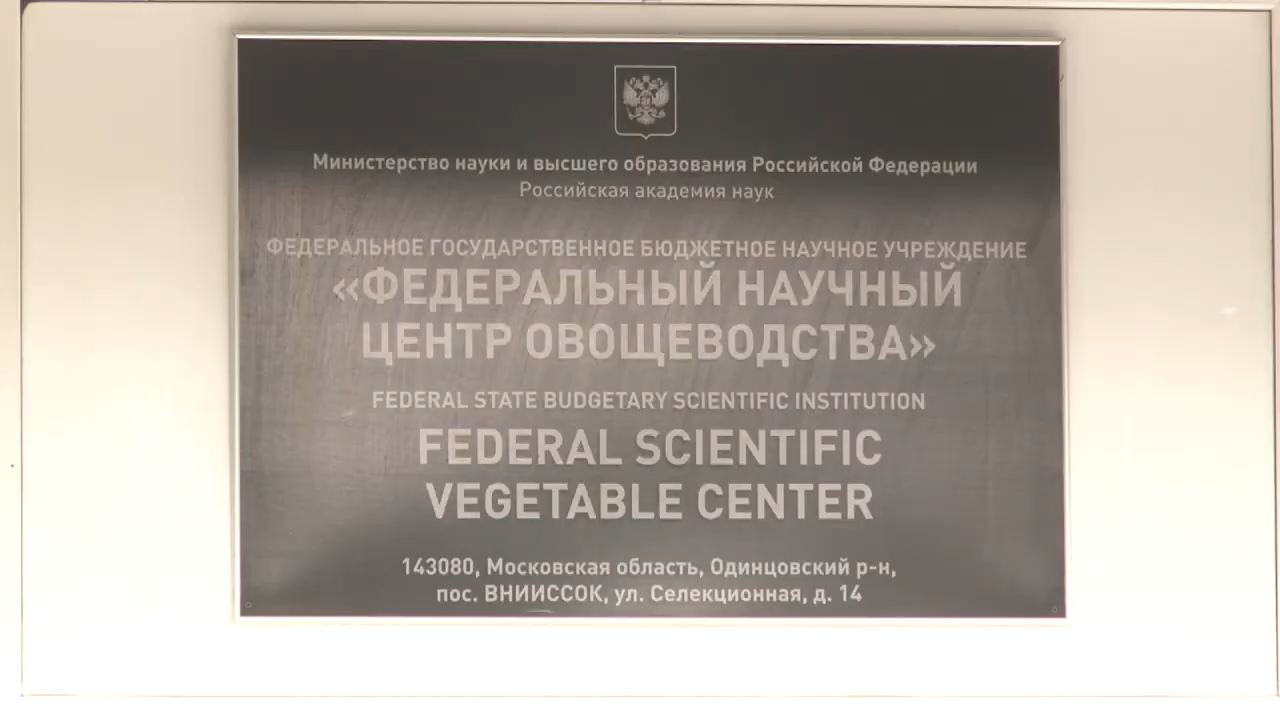 Министерство науки и высшего образования Российской Федерации
Российская академия наук
ФЕДЕРАЛЬНОЕ ГОСУДАРСТВЕННОЕ БЮДЖЕТНОЕ НАУЧНОЕ УЧРЕЖДЕНИЕ
«ФЕДЕРАЛЬНЫЙ НАУЧНЫЙ
ЦЕНТР ОВОЩЕВОДСТВА»
FEDERAL STATE BUDGETARY SCIENTIFIC INSTITUTION
FEDERAL SCIENTIFIC
VEGETABLE CENTER
143080, Московская область, Одинцовский р-н,
пос. ВНИИССОК, ул. Селекционная, д. 14